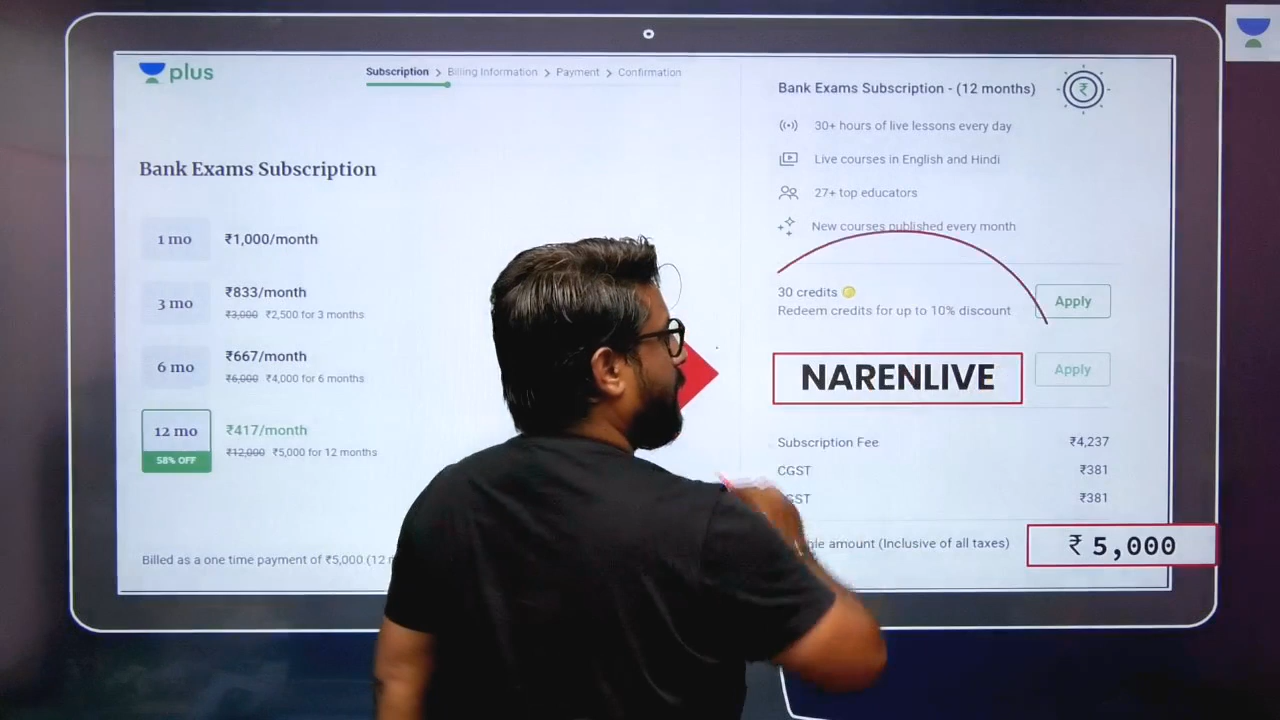 plus
Subscription > Billing Information > Payment > Confirmation
Bank Exams Subscription
1 mo ₹1,000/month
3 mo ₹833/month
₹3,000 ₹2,500 for 3 months
6 mo ₹667/month
₹6,000 ₹4,000 for 6 months
12 mo ₹417/month
58% OFF ₹12,000 ₹5,000 for 12 months
Billed as a one time payment of ₹5,000 (12
Bank Exams Subscription - (12 months)
₹
30+ hours of live lessons every day
Live courses in English and Hindi
27+ top educators
New courses published every month
30 credits
Redeem credits for up to 10% discount
Apply
NARENLIVE
Apply
Subscription Fee ₹4,237
CGST ₹381
GST ₹381
amount (Inclusive of all taxes) ₹ 5,000